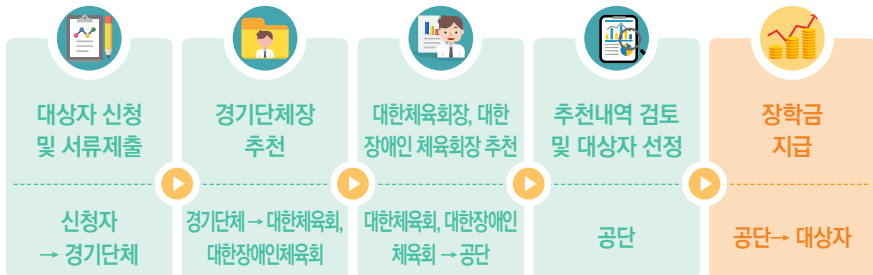 대상자 신청
및 서류제출
신청자
→ 경기단체
경기단체장
추천
경기단체 → 대한체육회,
대한장애인체육회
대한체육회장, 대한
장애인 체육회장 추천
대한체육회, 대한장애인
체육회 → 공단
추천내역 검토
및 대상자 선정
공단
장학금
지급
공단→ 대상자